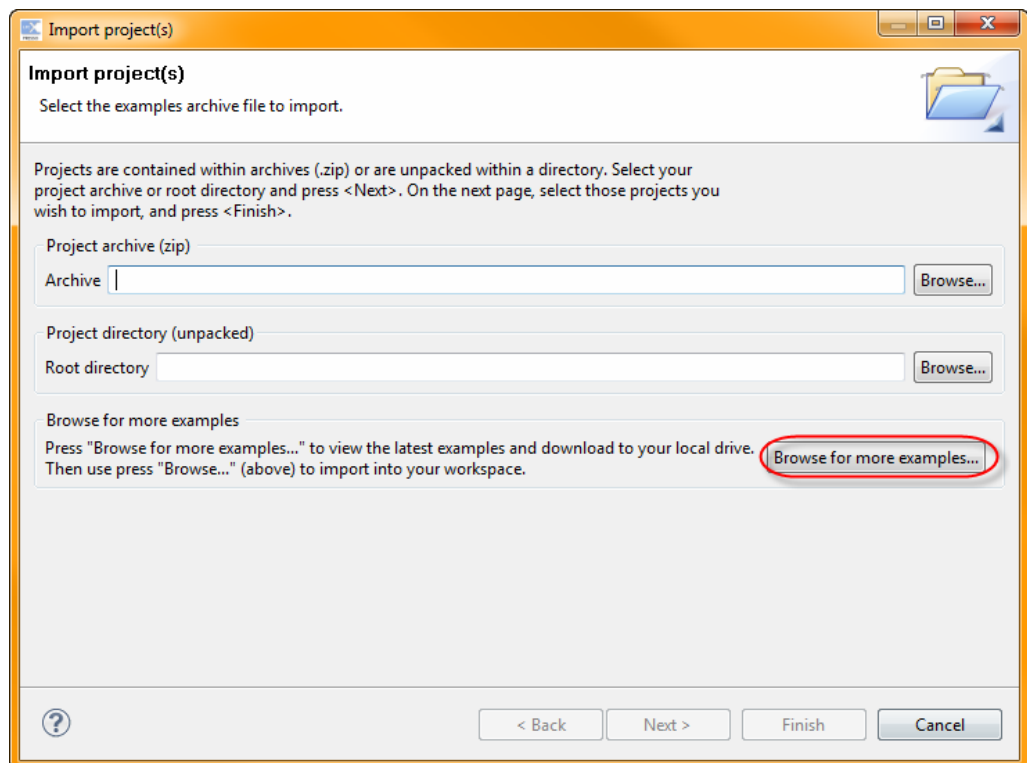 Import project(s)
Import project(s)
Select the examples archive file to import.
Projects are contained within archives (.zip) or are unpacked within a directory. Select your
project archive or root directory and press <Next>. On the next page, select those projects you
wish to import, and press <Finish>.
Project archive (zip)
Archive
Browse...
Project directory (unpacked)
Root directory
Browse...
Browse for more examples
Press "Browse for more examples..." to view the latest examples and download to your local drive.
Then use press "Browse..." (above) to import into your workspace.
Browse for more examples...
?
< Back
Next >
Finish
Cancel